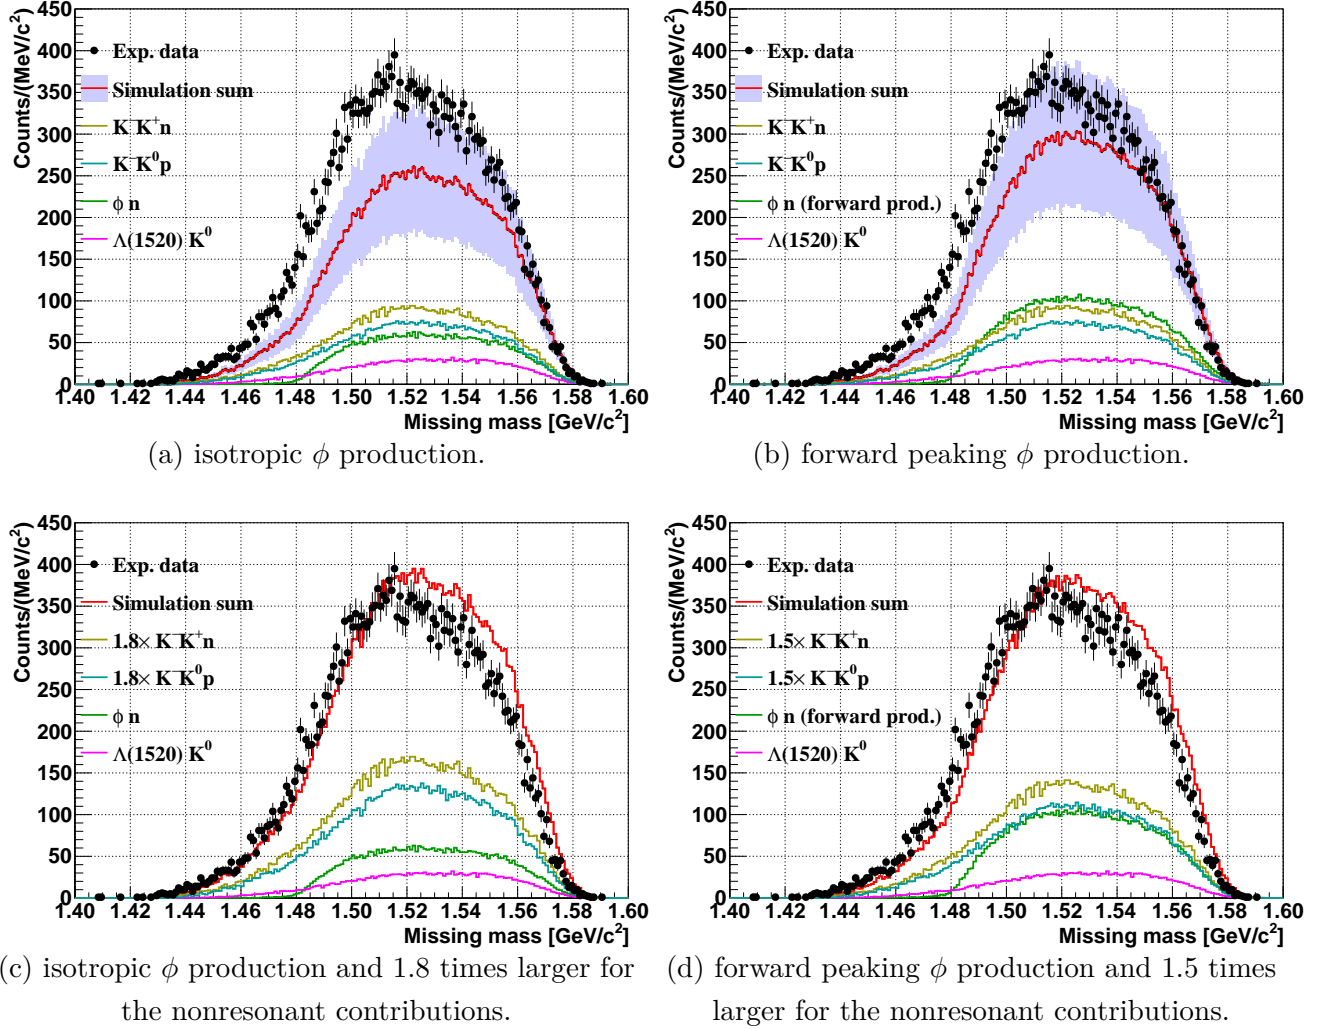 Counts/(MeV/c²)
450
400
350
300
250
200
150
100
50
0
Exp. data
Simulation sum
K⁻K⁺n
K⁻K⁰p
ϕ n
Λ(1520) K⁰
1.40 1.42 1.44 1.46 1.48 1.50 1.52 1.54 1.56 1.58 1.60
Missing mass [GeV/c²]
(a) isotropic ϕ production.
Counts/(MeV/c²)
450
400
350
300
250
200
150
100
50
0
Exp. data
Simulation sum
K⁻K⁺n
K⁻K⁰p
ϕ n (forward prod.)
Λ(1520) K⁰
1.40 1.42 1.44 1.46 1.48 1.50 1.52 1.54 1.56 1.58 1.60
Missing mass [GeV/c²]
(b) forward peaking ϕ production.
Counts/(MeV/c²)
450
400
350
300
250
200
150
100
50
0
Exp. data
Simulation sum
1.8× K⁻K⁺n
1.8× K⁻K⁰p
ϕ n
Λ(1520) K⁰
1.40 1.42 1.44 1.46 1.48 1.50 1.52 1.54 1.56 1.58 1.60
Missing mass [GeV/c²]
(c) isotropic ϕ production and 1.8 times larger for
the nonresonant contributions.
Counts/(MeV/c²)
450
400
350
300
250
200
150
100
50
0
Exp. data
Simulation sum
1.5× K⁻K⁺n
1.5× K⁻K⁰p
ϕ n (forward prod.)
Λ(1520) K⁰
1.40 1.42 1.44 1.46 1.48 1.50 1.52 1.54 1.56 1.58 1.60
Missing mass [GeV/c²]
(d) forward peaking ϕ production and 1.5 times
larger for the nonresonant contributions.